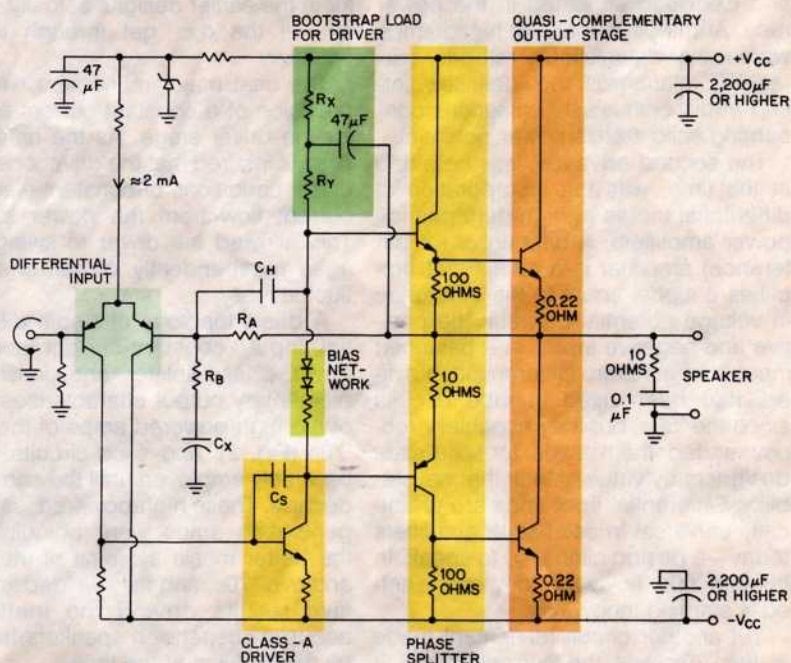 BOOTSTRAP LOAD
FOR DRIVER
QUASI-COMPLEMENTARY
OUTPUT STAGE
47
μF
RX
47μF
RY
+VCC
2,200μF
OR HIGHER
≈2 mA
DIFFERENTIAL
INPUT
CH
RA
100
OHMS
0.22
OHM
10
OHMS
SPEAKER
0.1
μF
RB
BIAS
NET-
WORK
10
OHMS
CX
CS
100
OHMS
0.22
OHM
2,200μF
OR HIGHER
-VCC
CLASS-A
DRIVER
PHASE
SPLITTER